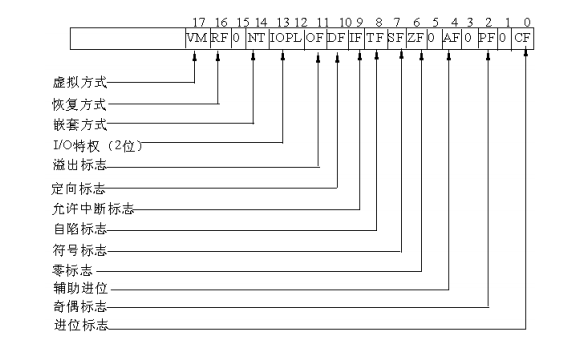 17 16 15 14 13 12 11 10 9 8 7 6 5 4 3 2 1 0
VM RF 0 NT IOPL OF DF IF TF SF ZF 0 AF 0 PF 0 CF
虚拟方式
恢复方式
嵌套方式
I/O特权（2位）
溢出标志
定向标志
允许中断标志
自陷标志
符号标志
零标志
辅助进位
奇偶标志
进位标志